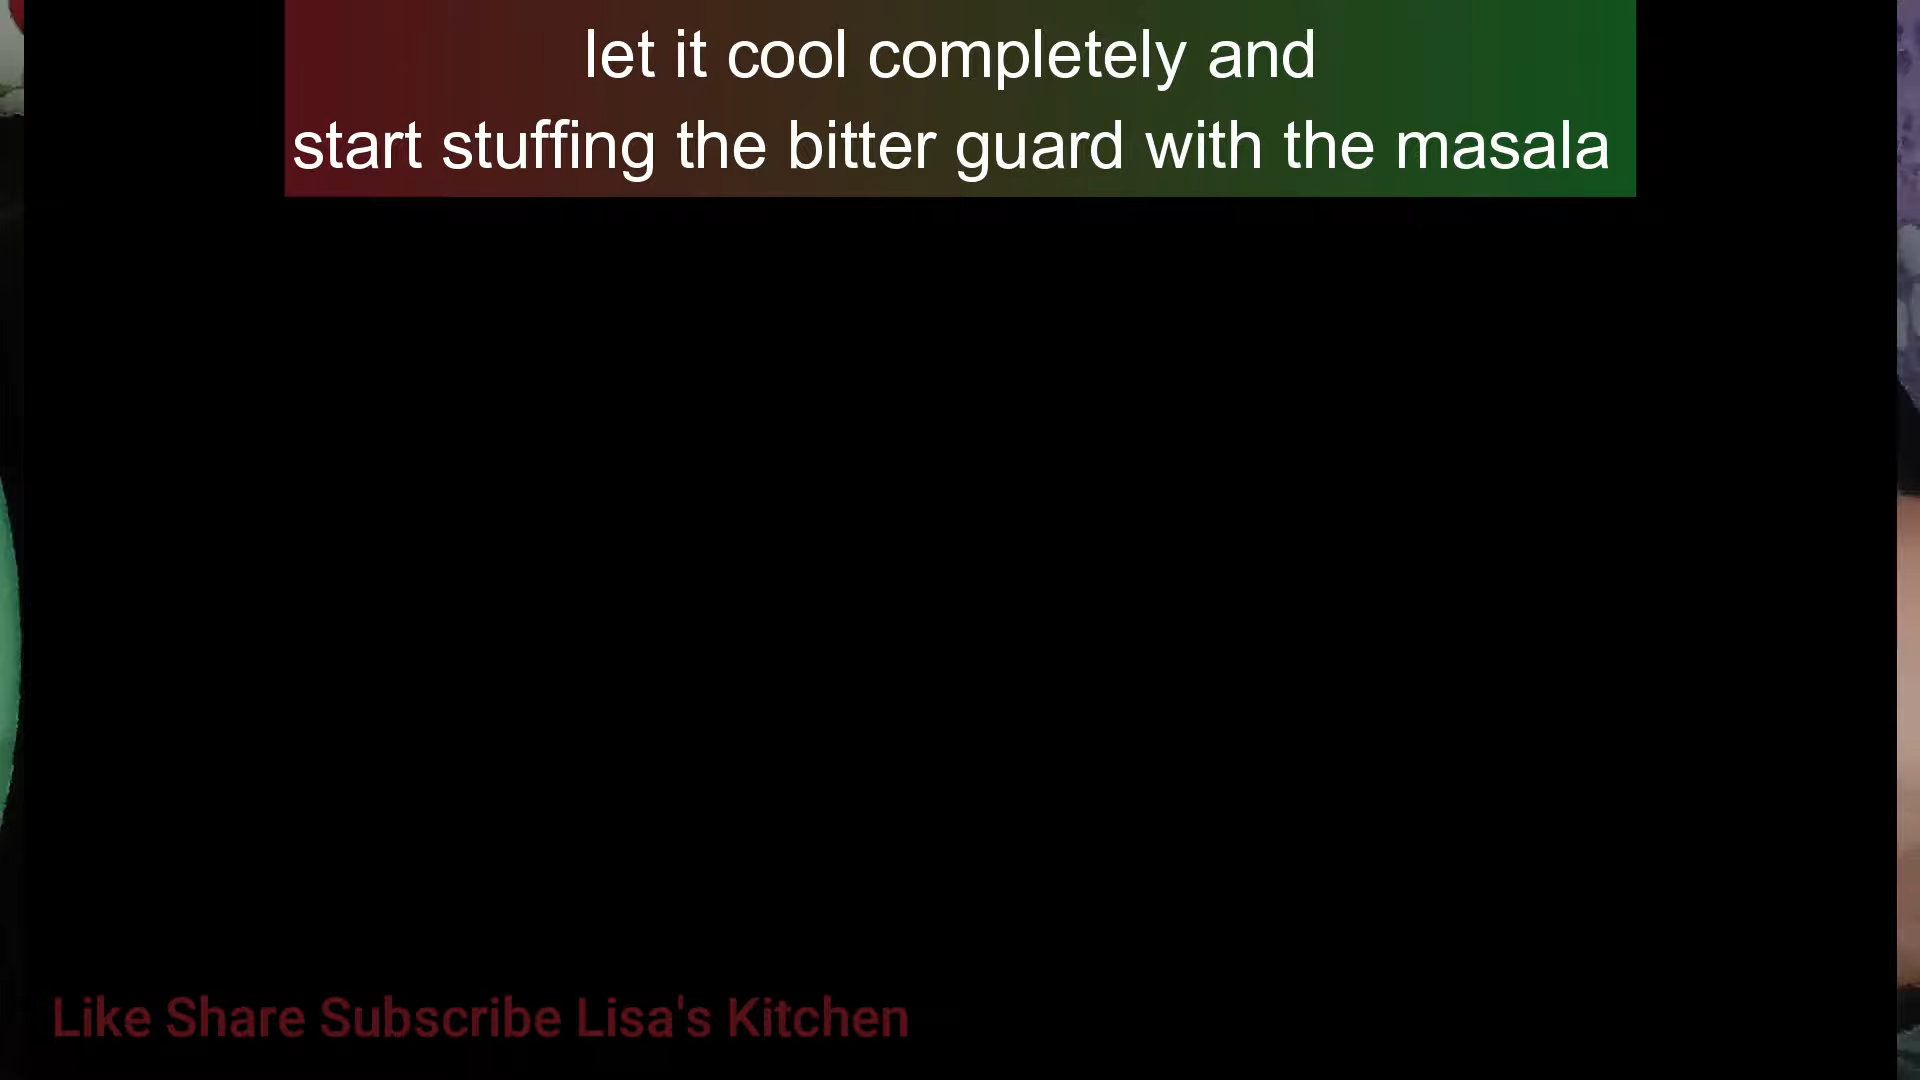 let it cool completely and
start stuffing the bitter guard with the masala
Like Share Subscribe Lisa's Kitchen